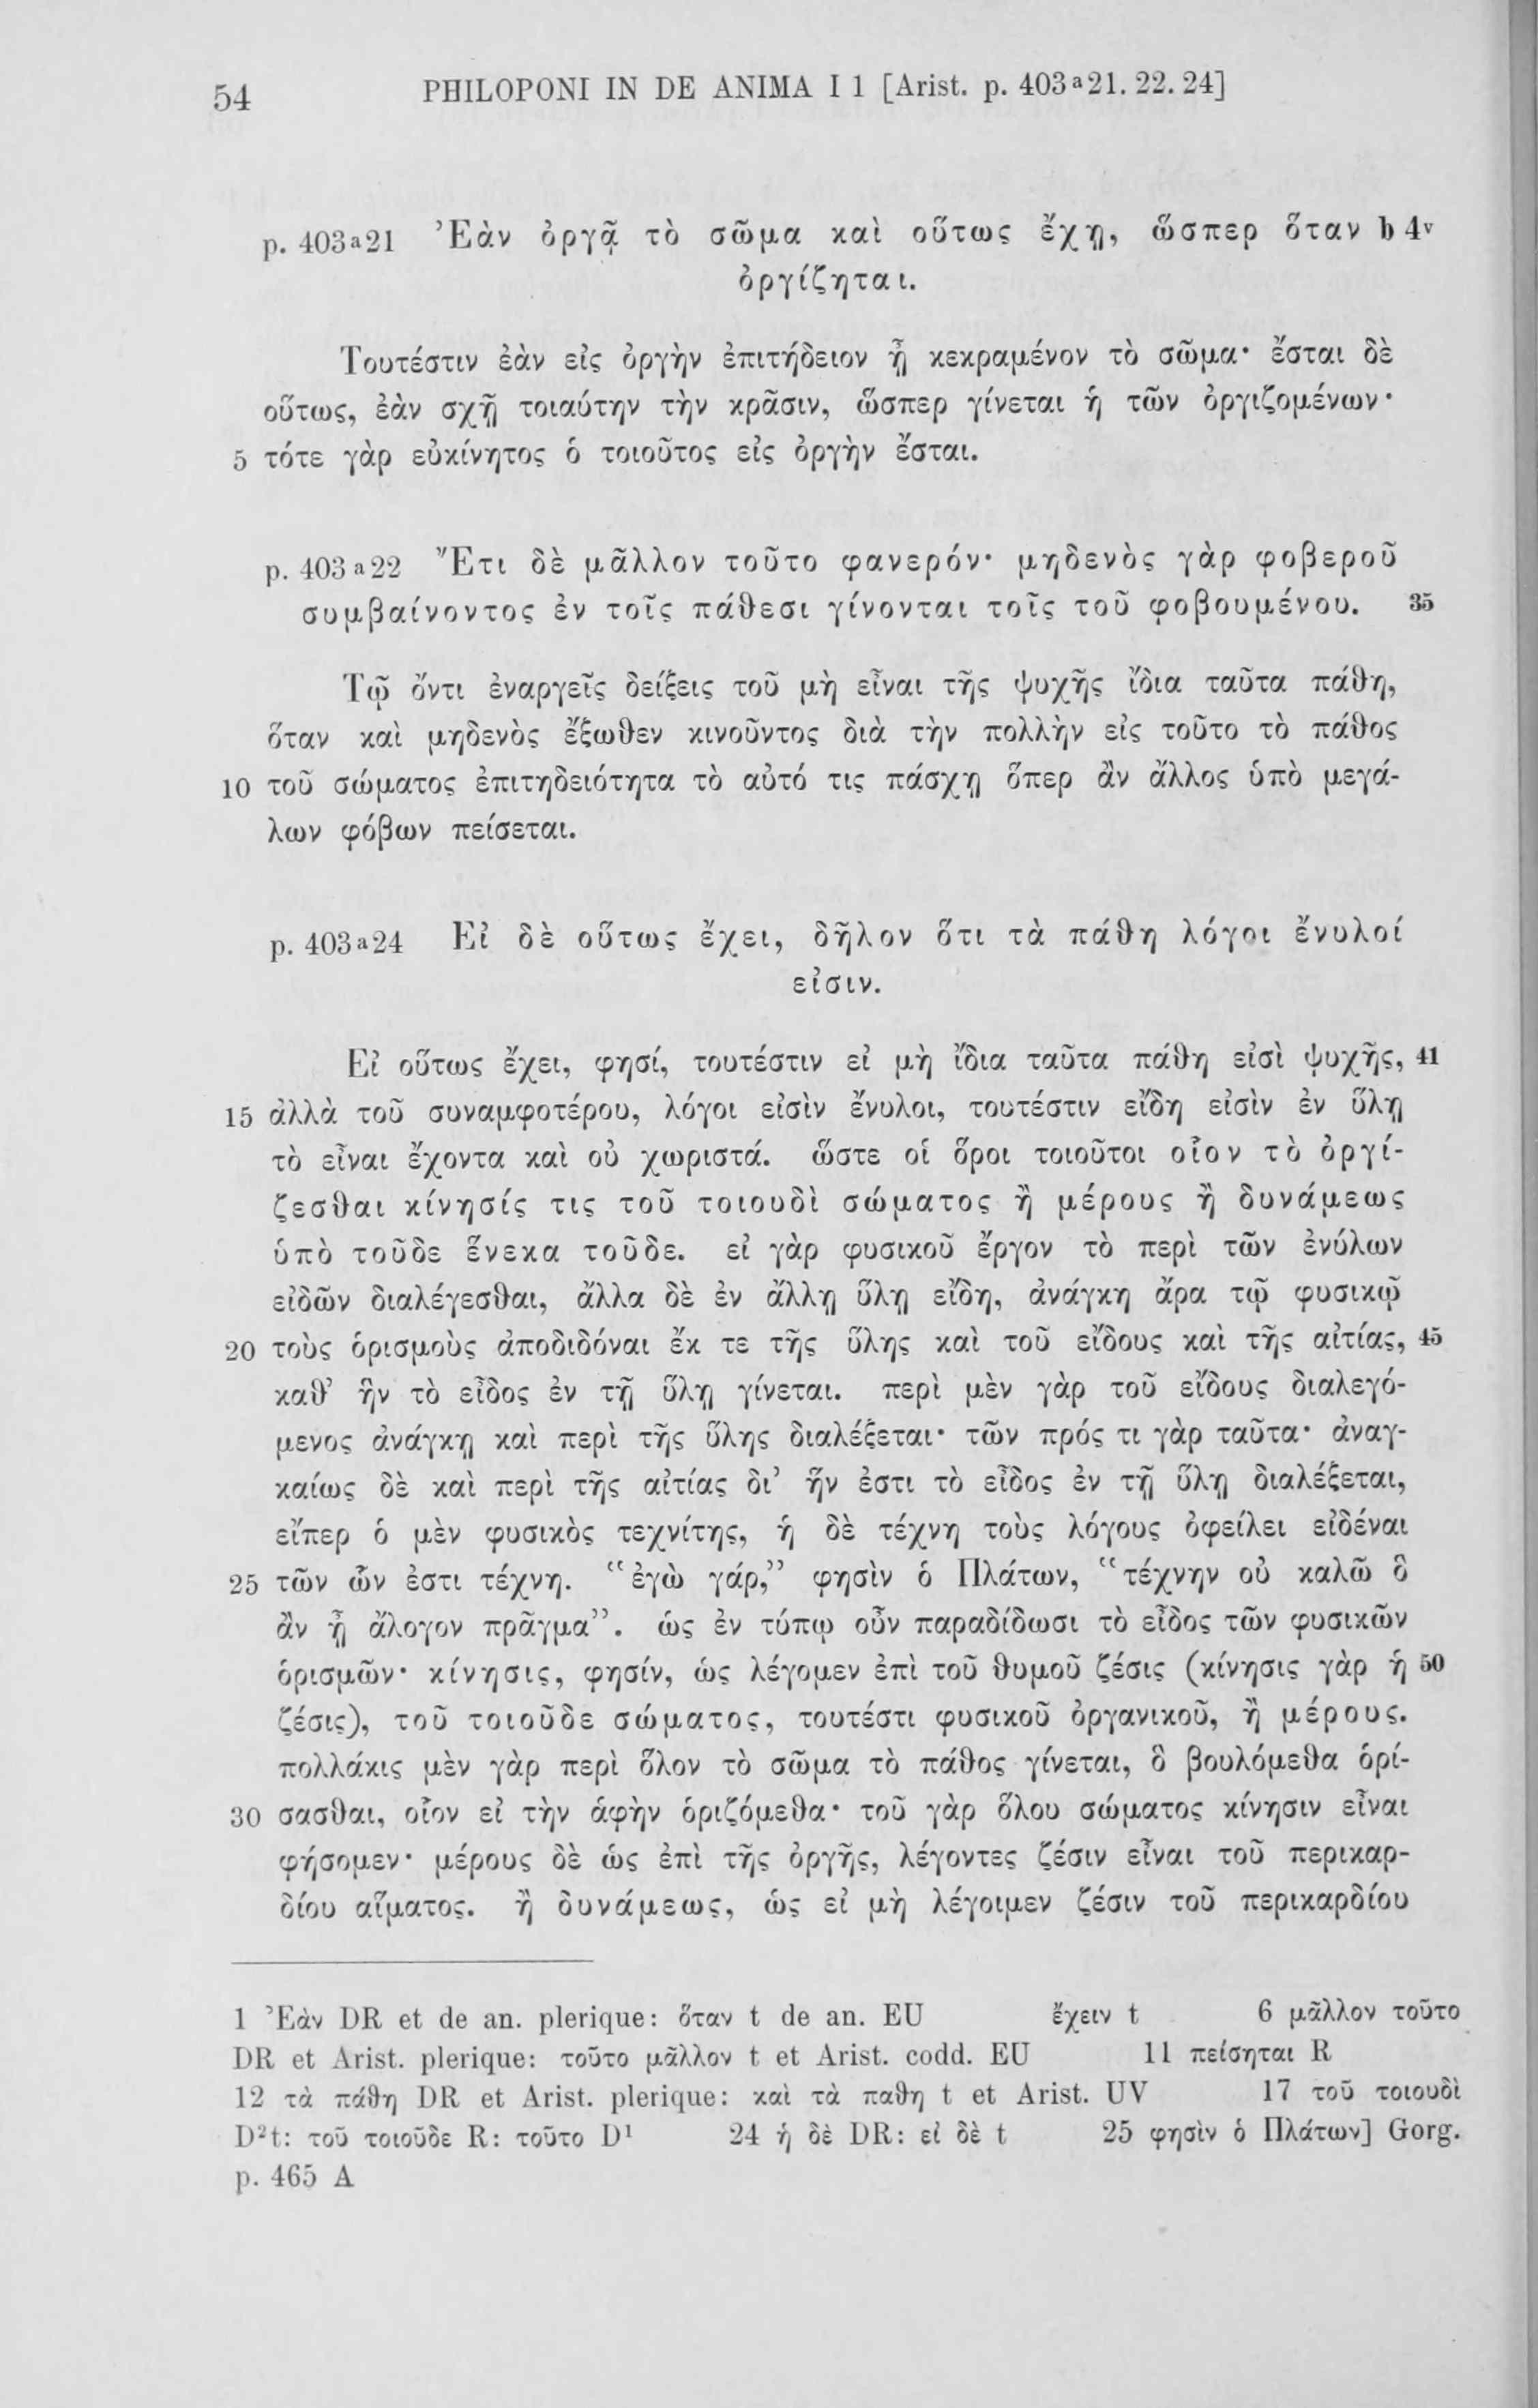 54 PHILOPONI IN DE ANIMA I 1 [Arist. p. 403ª21. 22. 24]
p. 403ª21 Ἐὰν ὀργᾷ τὸ σῶμα καὶ οὕτως ἔχῃ, ὥσπερ ὅταν b 4ᵛ
ὀργίζηται.
Τουτέστιν ἐὰν εἰς ὀργὴν ἐπιτήδειον ᾖ κεκραμένον τὸ σῶμα· ἔσται δὲ
οὕτως, ἐὰν σχῇ τοιαύτην τὴν κρᾶσιν, ὥσπερ γίνεται ἡ τῶν ὀργιζομένων·
5 τότε γὰρ εὐκίνητος ὁ τοιοῦτος εἰς ὀργὴν ἔσται.
p. 403ª22 Ἔτι δὲ μᾶλλον τοῦτο φανερόν· μηδενὸς γὰρ φοβεροῦ
συμβαίνοντος ἐν τοῖς πάθεσι γίνονται τοῖς τοῦ φοβουμένου. 35
Τῷ ὄντι ἐναργεῖς δείξεις τοῦ μὴ εἶναι τῆς ψυχῆς ἴδια ταῦτα πάθη,
ὅταν καὶ μηδενὸς ἔξωθεν κινοῦντος διὰ τὴν πολλὴν εἰς τοῦτο τὸ πάθος
10 τοῦ σώματος ἐπιτηδειότητα τὸ αὐτό τις πάσχῃ ὅπερ ἂν ἄλλος ὑπὸ μεγά-
λων φόβων πείσεται.
p. 403ª24 Εἰ δὲ οὕτως ἔχει, δῆλον ὅτι τὰ πάθη λόγοι ἔνυλοί
εἰσιν.
Εἰ οὕτως ἔχει, φησί, τουτέστιν εἰ μὴ ἴδια ταῦτα πάθη εἰσὶ ψυχῆς, 41
15 ἀλλὰ τοῦ συναμφοτέρου, λόγοι εἰσὶν ἔνυλοι, τουτέστιν εἴδη εἰσὶν ἐν ὕλῃ
τὸ εἶναι ἔχοντα καὶ οὐ χωριστά. ὥστε οἱ ὅροι τοιοῦτοι οἷον τὸ ὀργί-
ζεσθαι κίνησίς τις τοῦ τοιουδὶ σώματος ἢ μέρους ἢ δυνάμεως
ὑπὸ τοῦδε ἕνεκα τοῦδε. εἰ γὰρ φυσικοῦ ἔργον τὸ περὶ τῶν ἐνύλων
εἰδῶν διαλέγεσθαι, ἄλλα δὲ ἐν ἄλλῃ ὕλῃ εἴδη, ἀνάγκη ἄρα τῷ φυσικῷ
20 τοὺς ὁρισμοὺς ἀποδιδόναι ἔκ τε τῆς ὕλης καὶ τοῦ εἴδους καὶ τῆς αἰτίας, 45
καθ’ ἣν τὸ εἶδος ἐν τῇ ὕλῃ γίνεται. περὶ μὲν γὰρ τοῦ εἴδους διαλεγό-
μενος ἀνάγκῃ καὶ περὶ τῆς ὕλης διαλέξεται· τῶν πρός τι γὰρ ταῦτα· ἀναγ-
καίως δὲ καὶ περὶ τῆς αἰτίας δι’ ἥν ἐστι τὸ εἶδος ἐν τῇ ὕλῃ διαλέξεται,
εἴπερ ὁ μὲν φυσικὸς τεχνίτης, ἡ δὲ τέχνη τοὺς λόγους ὀφείλει εἰδέναι
25 τῶν ὧν ἐστι τέχνη. “ἐγὼ γάρ,” φησὶν ὁ Πλάτων, “τέχνην οὐ καλῶ ὃ
ἂν ᾖ ἄλογον πρᾶγμα”. ὡς ἐν τύπῳ οὖν παραδίδωσι τὸ εἶδος τῶν φυσικῶν
ὁρισμῶν· κίνησις, φησίν, ὡς λέγομεν ἐπὶ τοῦ θυμοῦ ζέσις (κίνησις γὰρ ἡ 50
ζέσις), τοῦ τοιοῦδε σώματος, τουτέστι φυσικοῦ ὀργανικοῦ, ἢ μέρους.
πολλάκις μὲν γὰρ περὶ ὅλον τὸ σῶμα τὸ πάθος γίνεται, ὃ βουλόμεθα ὁρί-
30 σασθαι, οἷον εἰ τὴν ἁφὴν ὁριζόμεθα· τοῦ γὰρ ὅλου σώματος κίνησιν εἶναι
φήσομεν· μέρους δὲ ὡς ἐπὶ τῆς ὀργῆς, λέγοντες ζέσιν εἶναι τοῦ περικαρ-
δίου αἵματος. ἢ δυνάμεως, ὡς εἰ μὴ λέγοιμεν ζέσιν τοῦ περικαρδίου
1 Ἐὰν DR et de an. plerique: ὅταν t de an. EU ἔχειν t 6 μᾶλλον τοῦτο
DR et Arist. plerique: τοῦτο μᾶλλον t et Arist. codd. EU 11 πείσηται R
12 τὰ πάθη DR et Arist. plerique: καὶ τὰ παθη t et Arist. UV 17 τοῦ τοιουδὶ
D²t: τοῦ τοιοῦδε R: τοῦτο D¹ 24 ἡ δὲ DR: εἰ δὲ t 25 φησὶν ὁ Πλάτων] Gorg.
p. 465 A